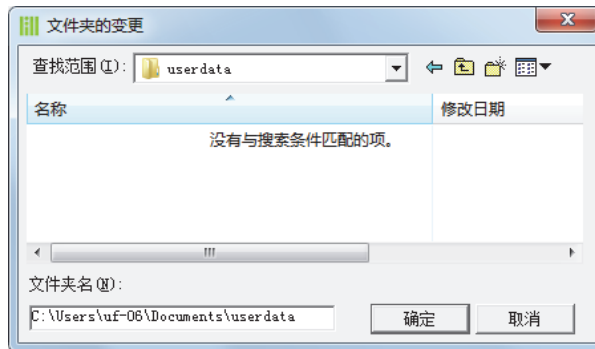 文件夹的变更
查找范围(I): userdata
名称 修改日期
没有与搜索条件匹配的项。
文件夹名(N):
C:\Users\uf-06\Documents\userdata
确定 取消